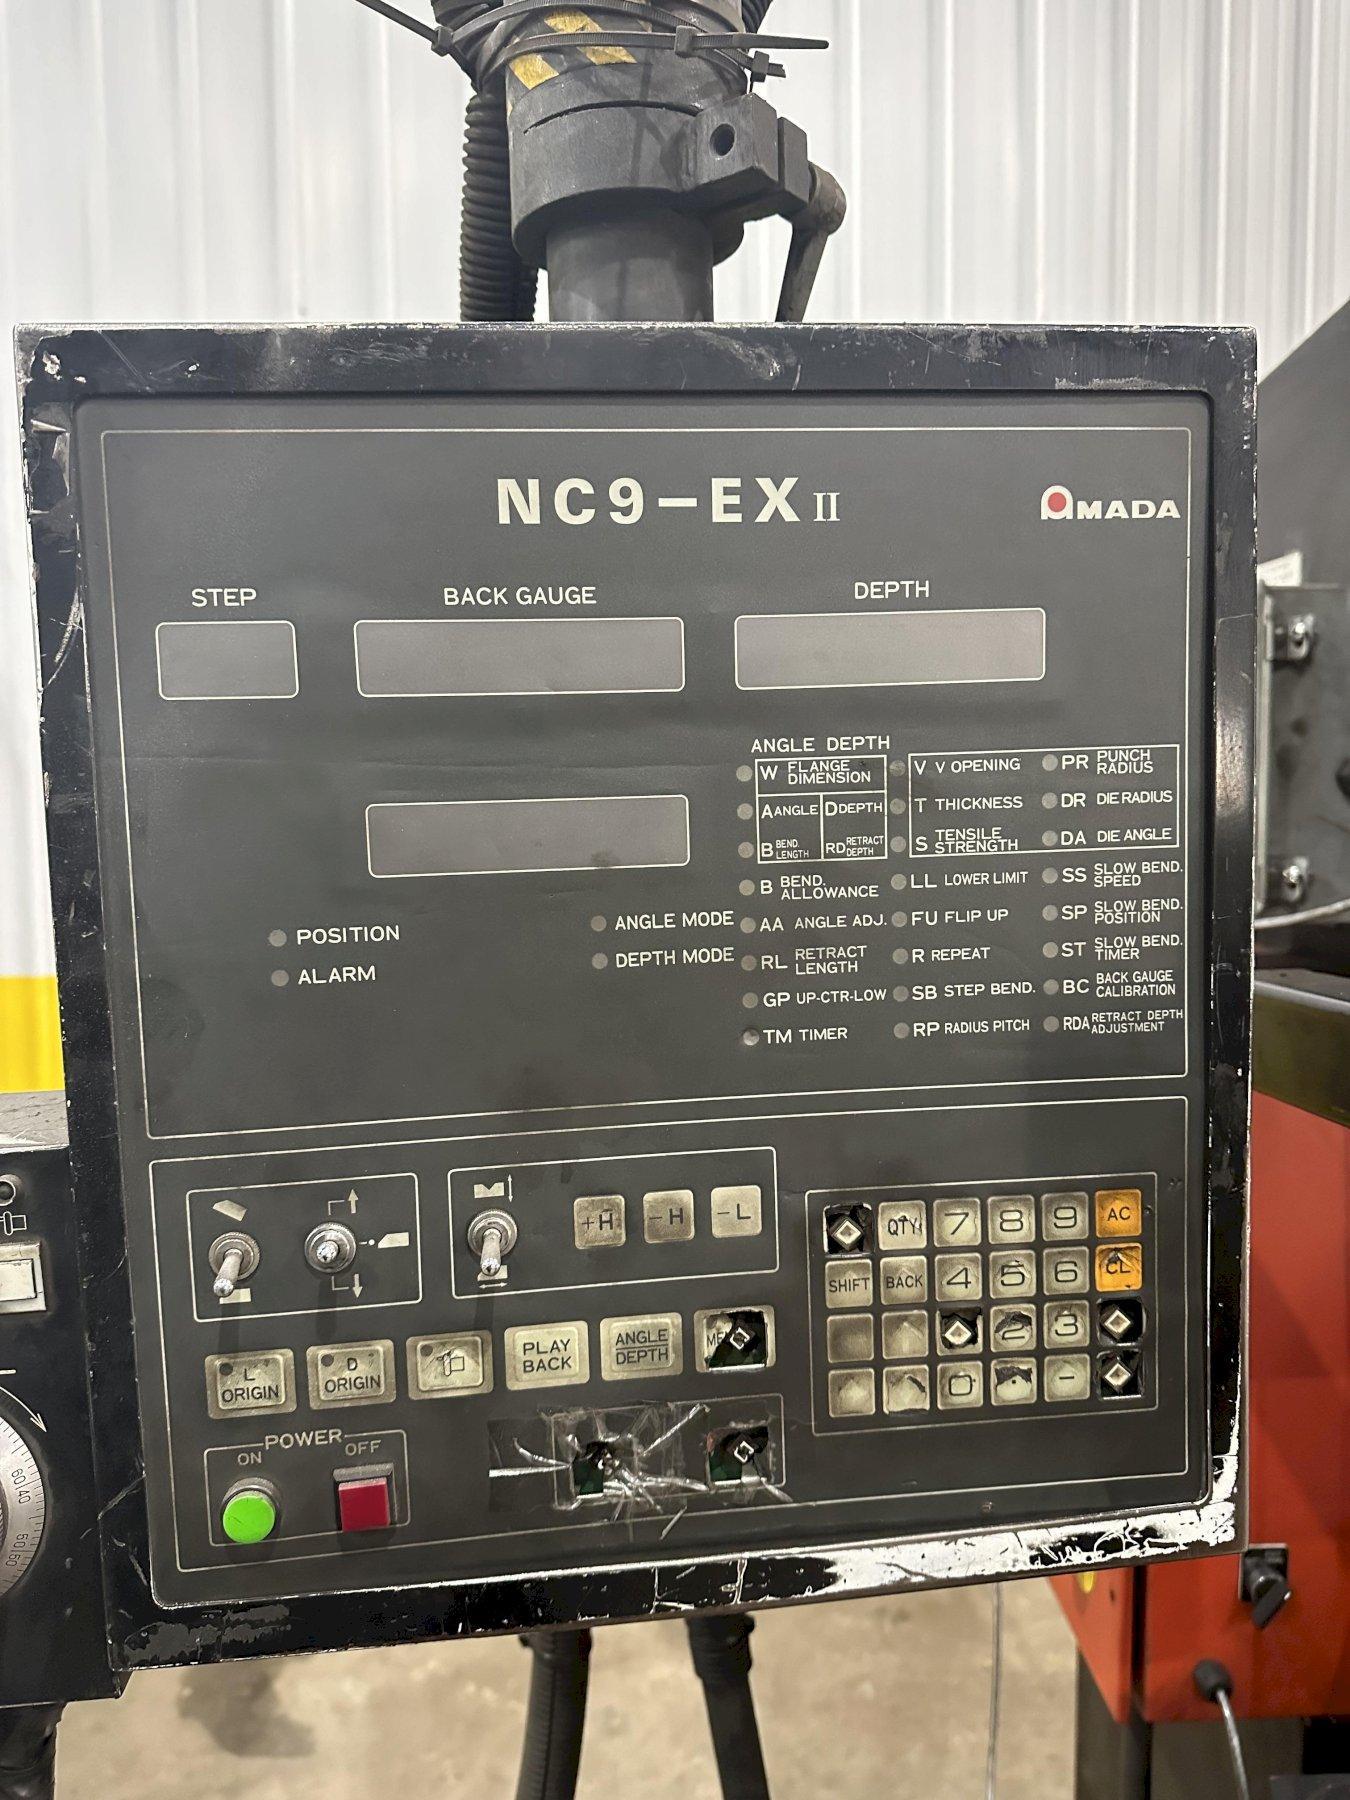 NC9-EX II
AMADA
STEP
BACK GAUGE
DEPTH
ANGLE DEPTH
W FLANGE DIMENSION
V V OPENING
PR PUNCH RADIUS
A ANGLE
D DEPTH
T THICKNESS
DR DIE RADIUS
B BEND. LENGTH
RD RETRACT DEPTH
S TENSILE STRENGTH
DA DIE ANGLE
B BEND. ALLOWANCE
LL LOWER LIMIT
SS SLOW BEND. SPEED
POSITION
ANGLE MODE
AA ANGLE ADJ.
FU FLIP UP
SP SLOW BEND. POSITION
ALARM
DEPTH MODE
RL RETRACT LENGTH
R REPEAT
ST SLOW BEND. TIMER
GP UP-CTR-LOW
SB STEP BEND.
BC BACK GAUGE CALIBRATION
TM TIMER
RP RADIUS PITCH
RDA RETRACT DEPTH ADJUSTMENT
+H
-H
-L
QTY
7
8
9
AC
SHIFT
BACK
4
5
6
CL
2
3
0
.
-
L ORIGIN
D ORIGIN
PLAY BACK
ANGLE DEPTH
ME
POWER
ON
OFF
60 40
50 60